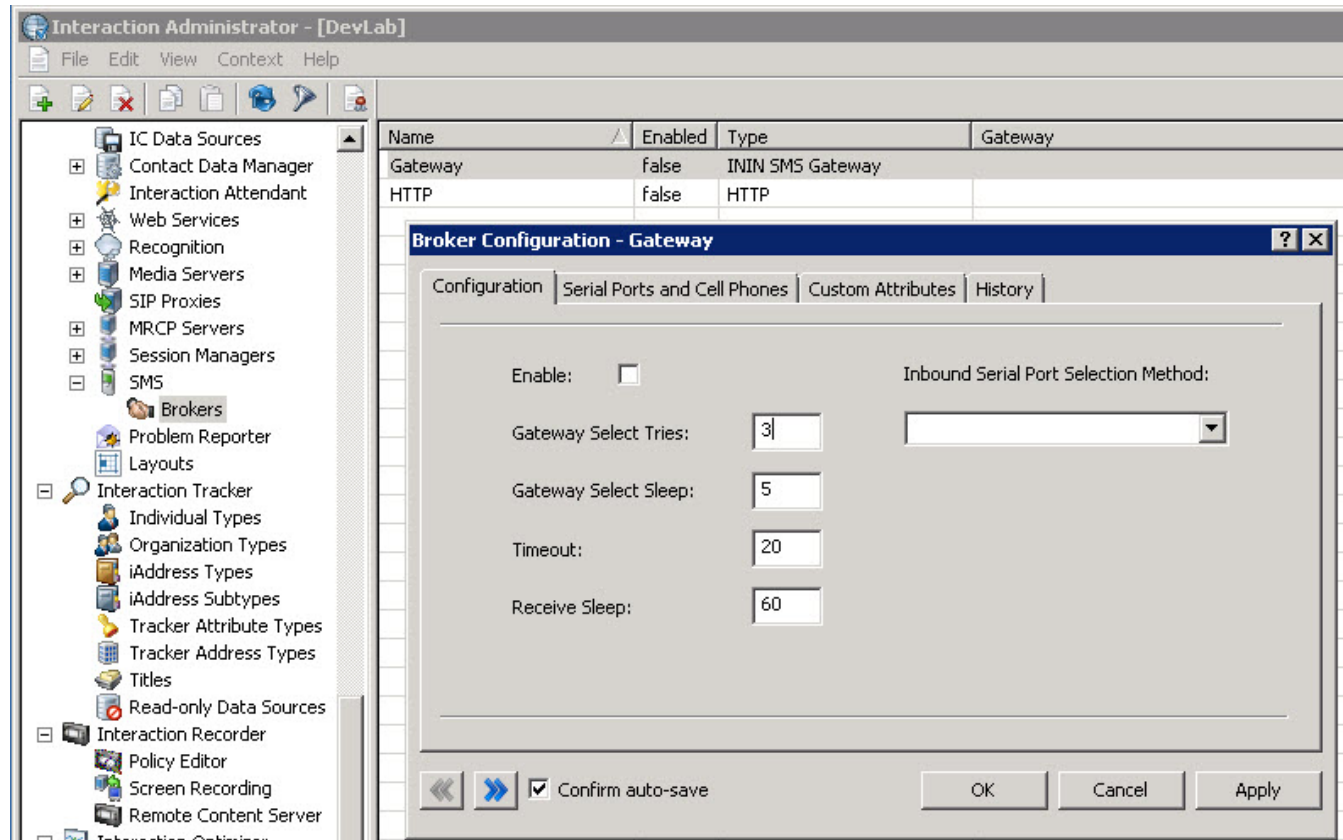 Interaction Administrator - [DevLab]
File Edit View Context Help
IC Data Sources
Contact Data Manager
Interaction Attendant
Web Services
Recognition
Media Servers
SIP Proxies
MRCP Servers
Session Managers
SMS
Brokers
Problem Reporter
Layouts
Interaction Tracker
Individual Types
Organization Types
iAddress Types
iAddress Subtypes
Tracker Attribute Types
Tracker Address Types
Titles
Read-only Data Sources
Interaction Recorder
Policy Editor
Screen Recording
Remote Content Server
Interaction Optimizer
Name Enabled Type Gateway
Gateway false ININ SMS Gateway
HTTP false HTTP
Broker Configuration - Gateway
Configuration Serial Ports and Cell Phones Custom Attributes History
Enable: Inbound Serial Port Selection Method:
Gateway Select Tries: 3
Gateway Select Sleep: 5
Timeout: 20
Receive Sleep: 60
Confirm auto-save OK Cancel Apply